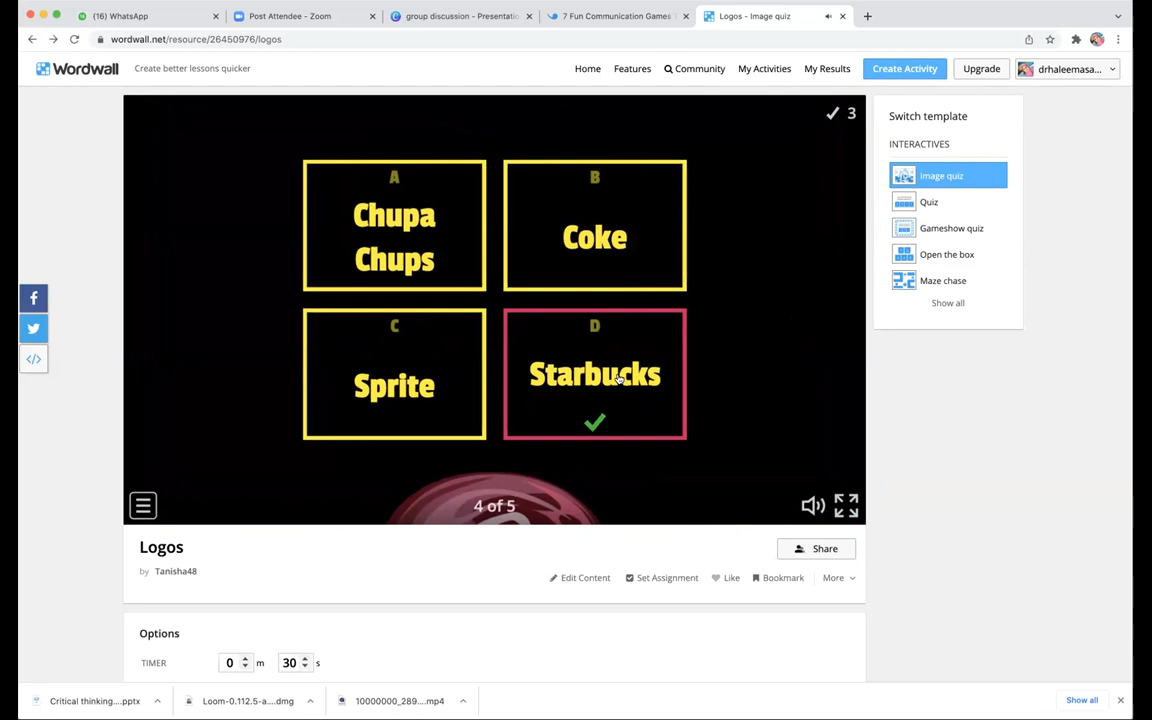 (16) WhatsApp
Post Attendee - Zoom
group discussion - Presentatio
7 Fun Communication Games
Logos - Image quiz
wordwall.net/resource/26450976/logos
Wordwall
Create better lessons quicker
Home
Features
Community
My Activities
My Results
Create Activity
Upgrade
drhaleemasa...
3
A
Chupa
Chups
B
Coke
C
Sprite
D
Starbucks
4 of 5
Switch template
INTERACTIVES
Image quiz
Quiz
Gameshow quiz
Open the box
Maze chase
Show all
Logos
by Tanisha48
Share
Edit Content
Set Assignment
Like
Bookmark
More
Options
TIMER 0 m 30 s
Critical thinking....pptx
Loom-0.112.5-a....dmg
10000000_289....mp4
Show all